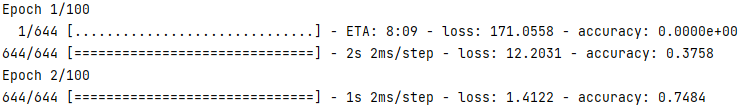 Epoch 1/100
1/644 [..............................] - ETA: 8:09 - loss: 171.0558 - accuracy: 0.0000e+00
644/644 [==============================] - 2s 2ms/step - loss: 12.2031 - accuracy: 0.3758
Epoch 2/100
644/644 [==============================] - 1s 2ms/step - loss: 1.4122 - accuracy: 0.7484